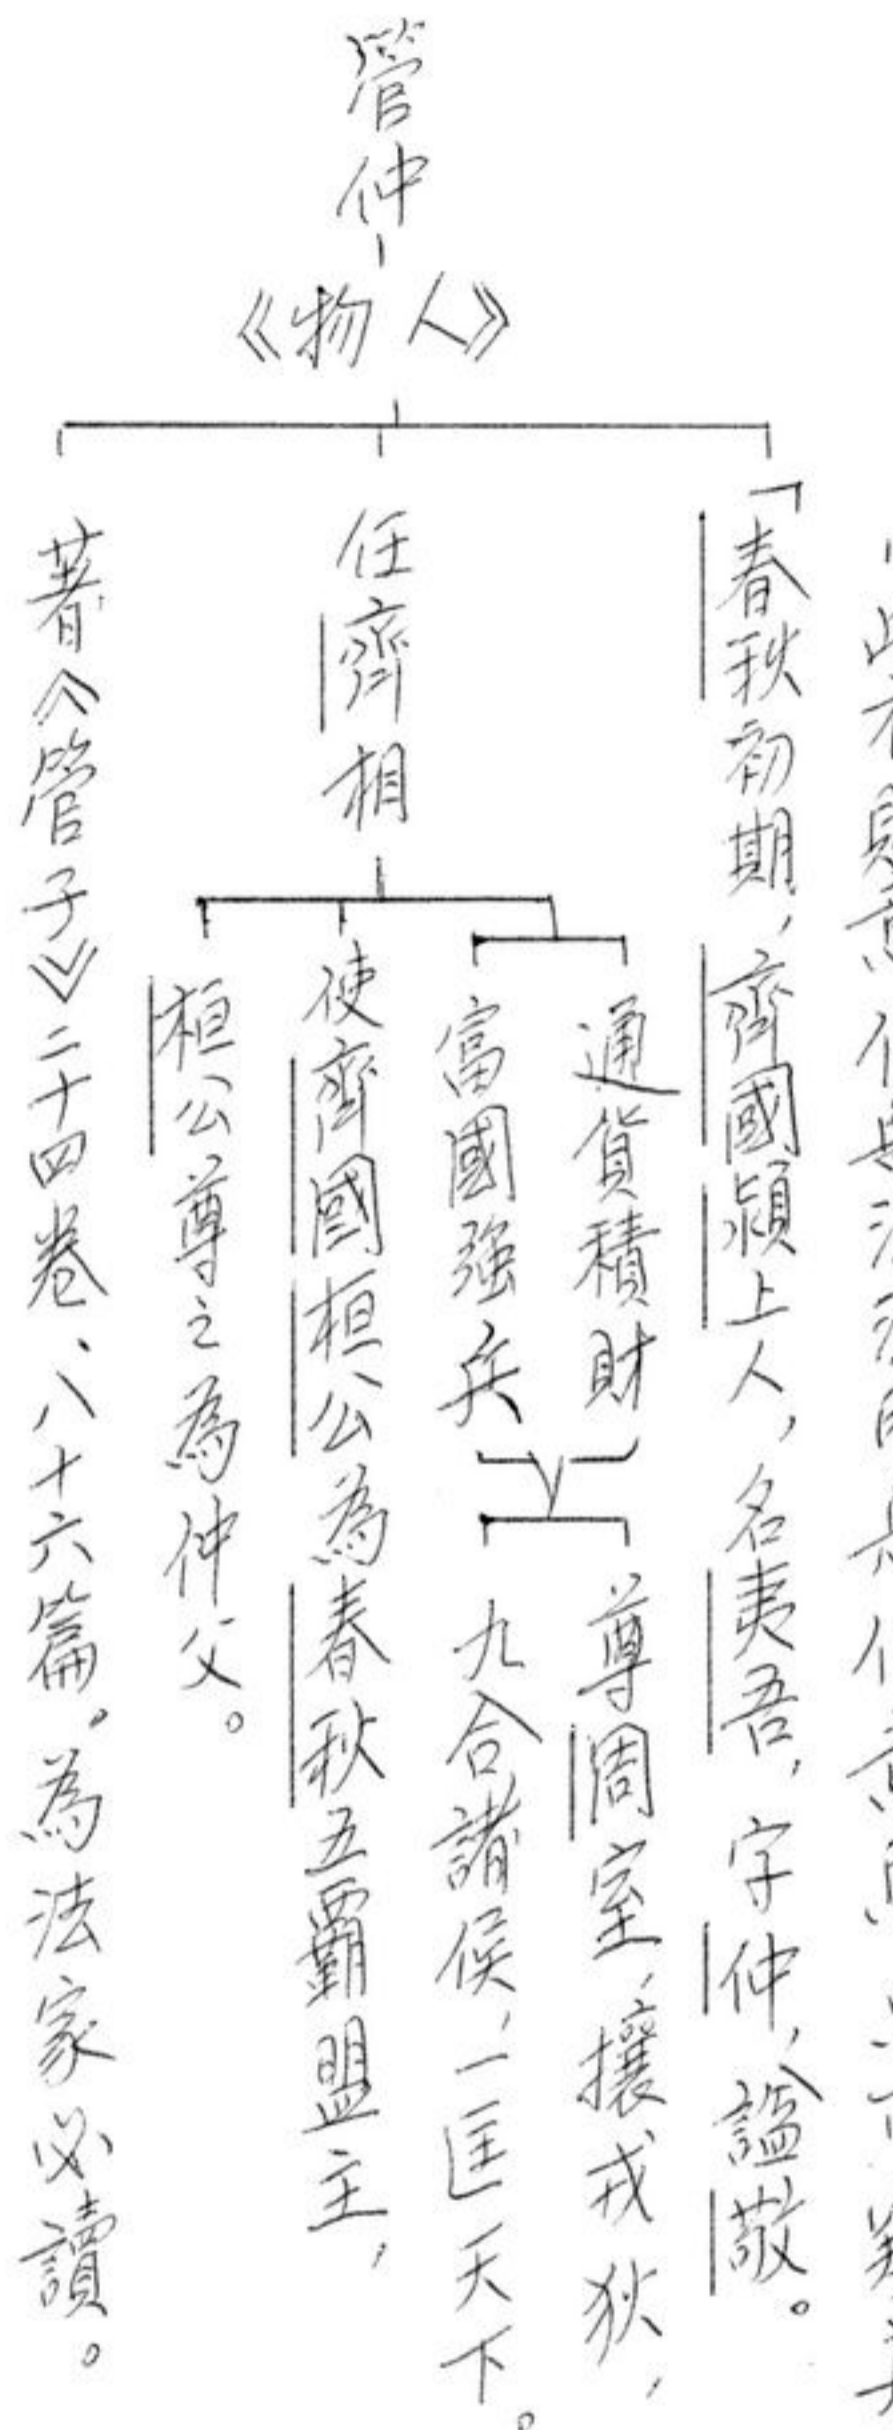 管仲
《人物》
「春秋初期,齊國潁上人,名夷吾,字仲,諡敬。
任齊相
通貨積財
富國強兵
尊周室,攘戎狄,
九合諸侯,一匡天下。
使齊國桓公為春秋五霸盟主,
桓公尊之為仲父。
著《管子》二十四卷、八十六篇。為法家必讀。